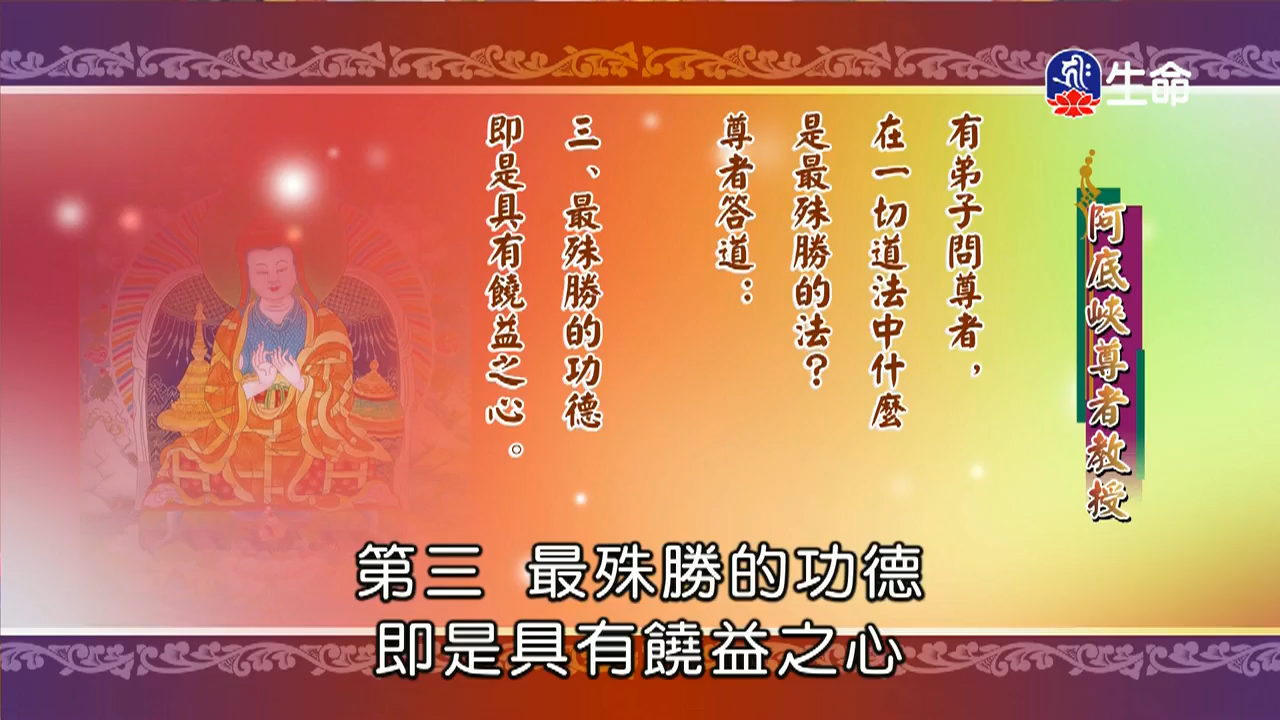 生命
阿底峽尊者教授
有弟子問尊者，
在一切道法中什麼
是最殊勝的法？
尊者答道：
三、最殊勝的功德
即是具有饒益之心。
第三 最殊勝的功德
即是具有饒益之心